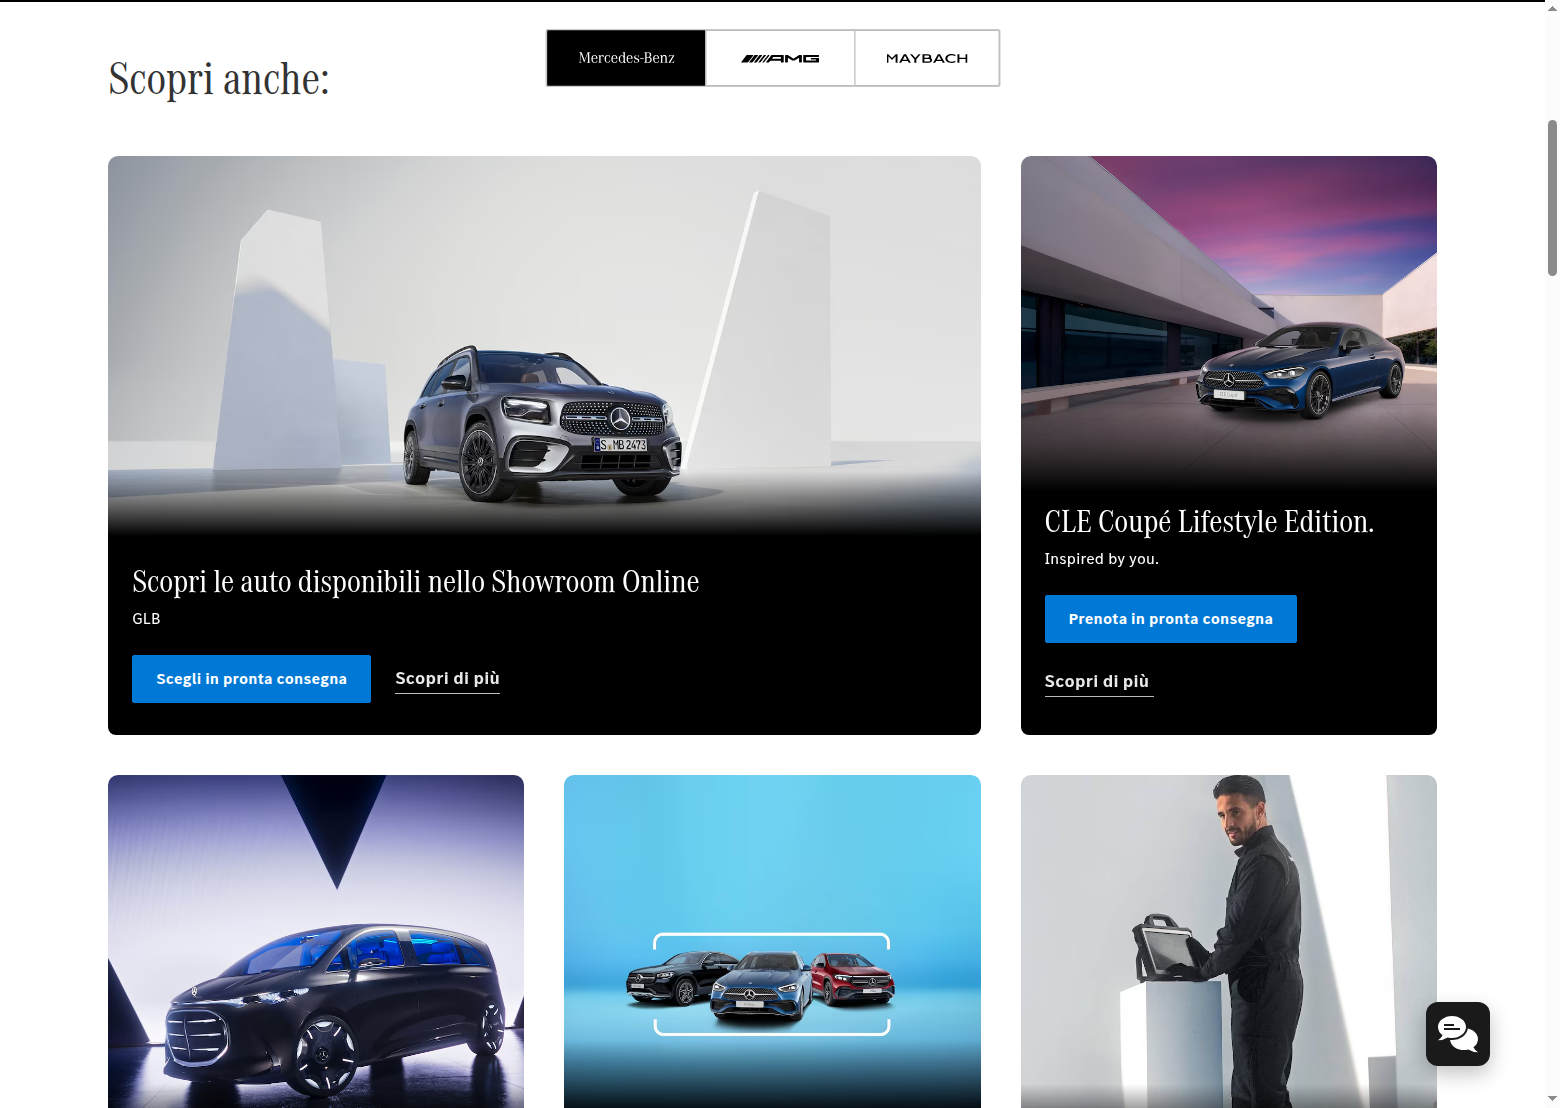 Mercedes-Benz
AMG
MAYBACH
Scopri anche:
S MB 2473
Scopri le auto disponibili nello Showroom Online
GLB
Scegli in pronta consegna
Scopri di più
CLE Coupé Lifestyle Edition.
Inspired by you.
Prenota in pronta consegna
Scopri di più